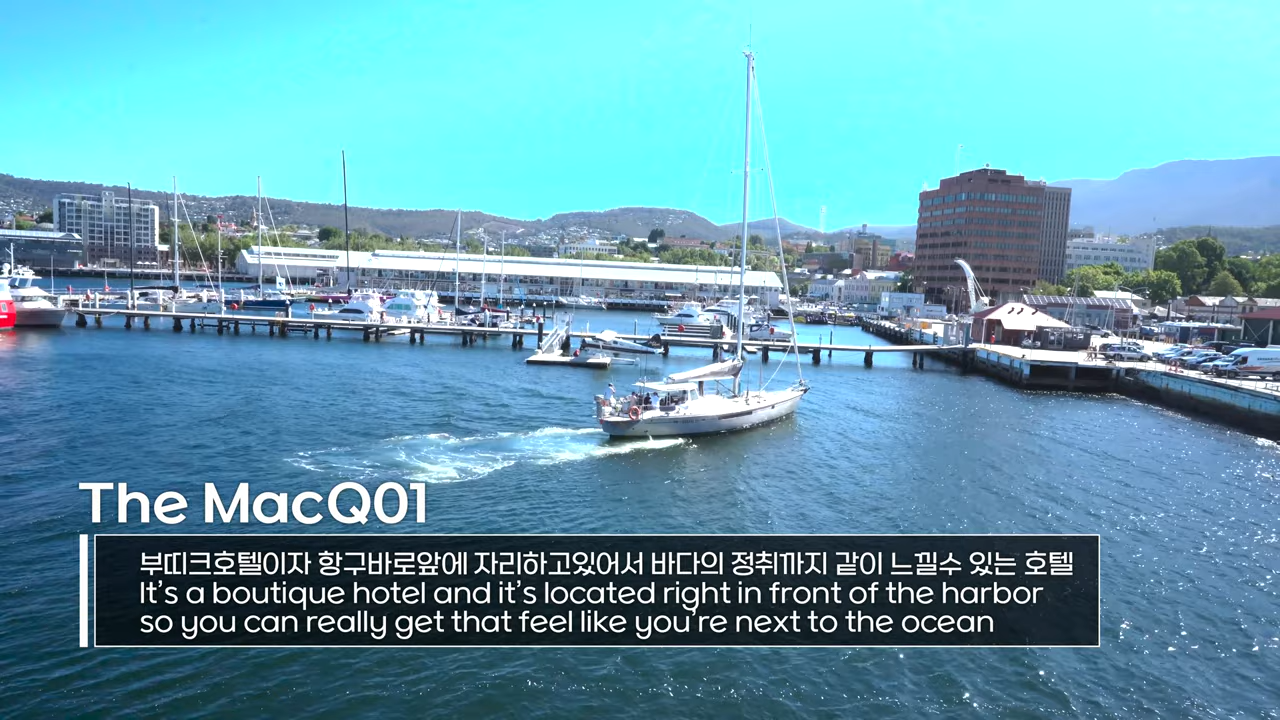 The MacQ01
부띠크호텔이자 항구바로앞에 자리하고있어서 바다의 정취까지 같이 느낄수 있는 호텔
It's a boutique hotel and it's located right in front of the harbor
so you can really get that feel like you're next to the ocean